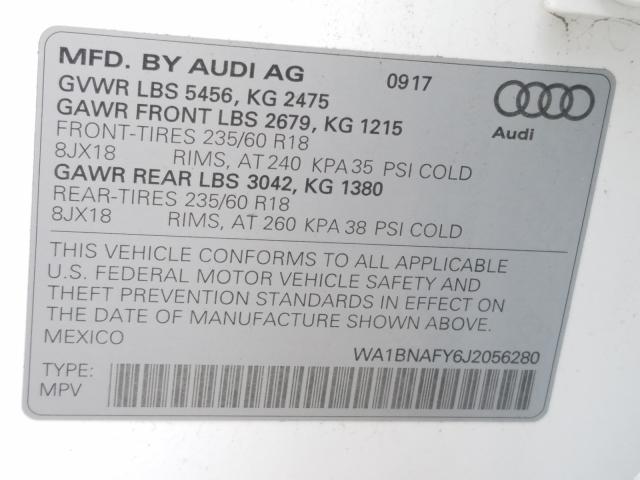 MFD. BY AUDI AG 0917
GVWR LBS 5456, KG 2475
GAWR FRONT LBS 2679, KG 1215
FRONT-TIRES 235/60 R18
8JX18 RIMS, AT 240 KPA 35 PSI COLD
GAWR REAR LBS 3042, KG 1380
REAR-TIRES 235/60 R18
8JX18 RIMS, AT 260 KPA 38 PSI COLD
Audi
THIS VEHICLE CONFORMS TO ALL APPLICABLE
U.S. FEDERAL MOTOR VEHICLE SAFETY AND
THEFT PREVENTION STANDARDS IN EFFECT ON
THE DATE OF MANUFACTURE SHOWN ABOVE.
MEXICO
WA1BNAFY6J2056280
TYPE:
MPV